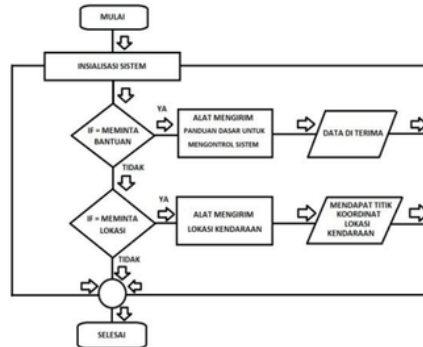 MULAI
INSIALISASI SISTEM
IF = MEMINTA
BANTUAN
YA
ALAT MENGIRIM
PANDUAN DASAR UNTUK
MENGONTROL SISTEM
DATA DI TERIMA
TIDAK
IF = MEMINTA
LOKASI
YA
ALAT MENGIRIM
LOKASI KENDARAAN
MENDAPAT TITIK
KOORDINAT
LOKASI
KENDARAAN
TIDAK
SELESAI